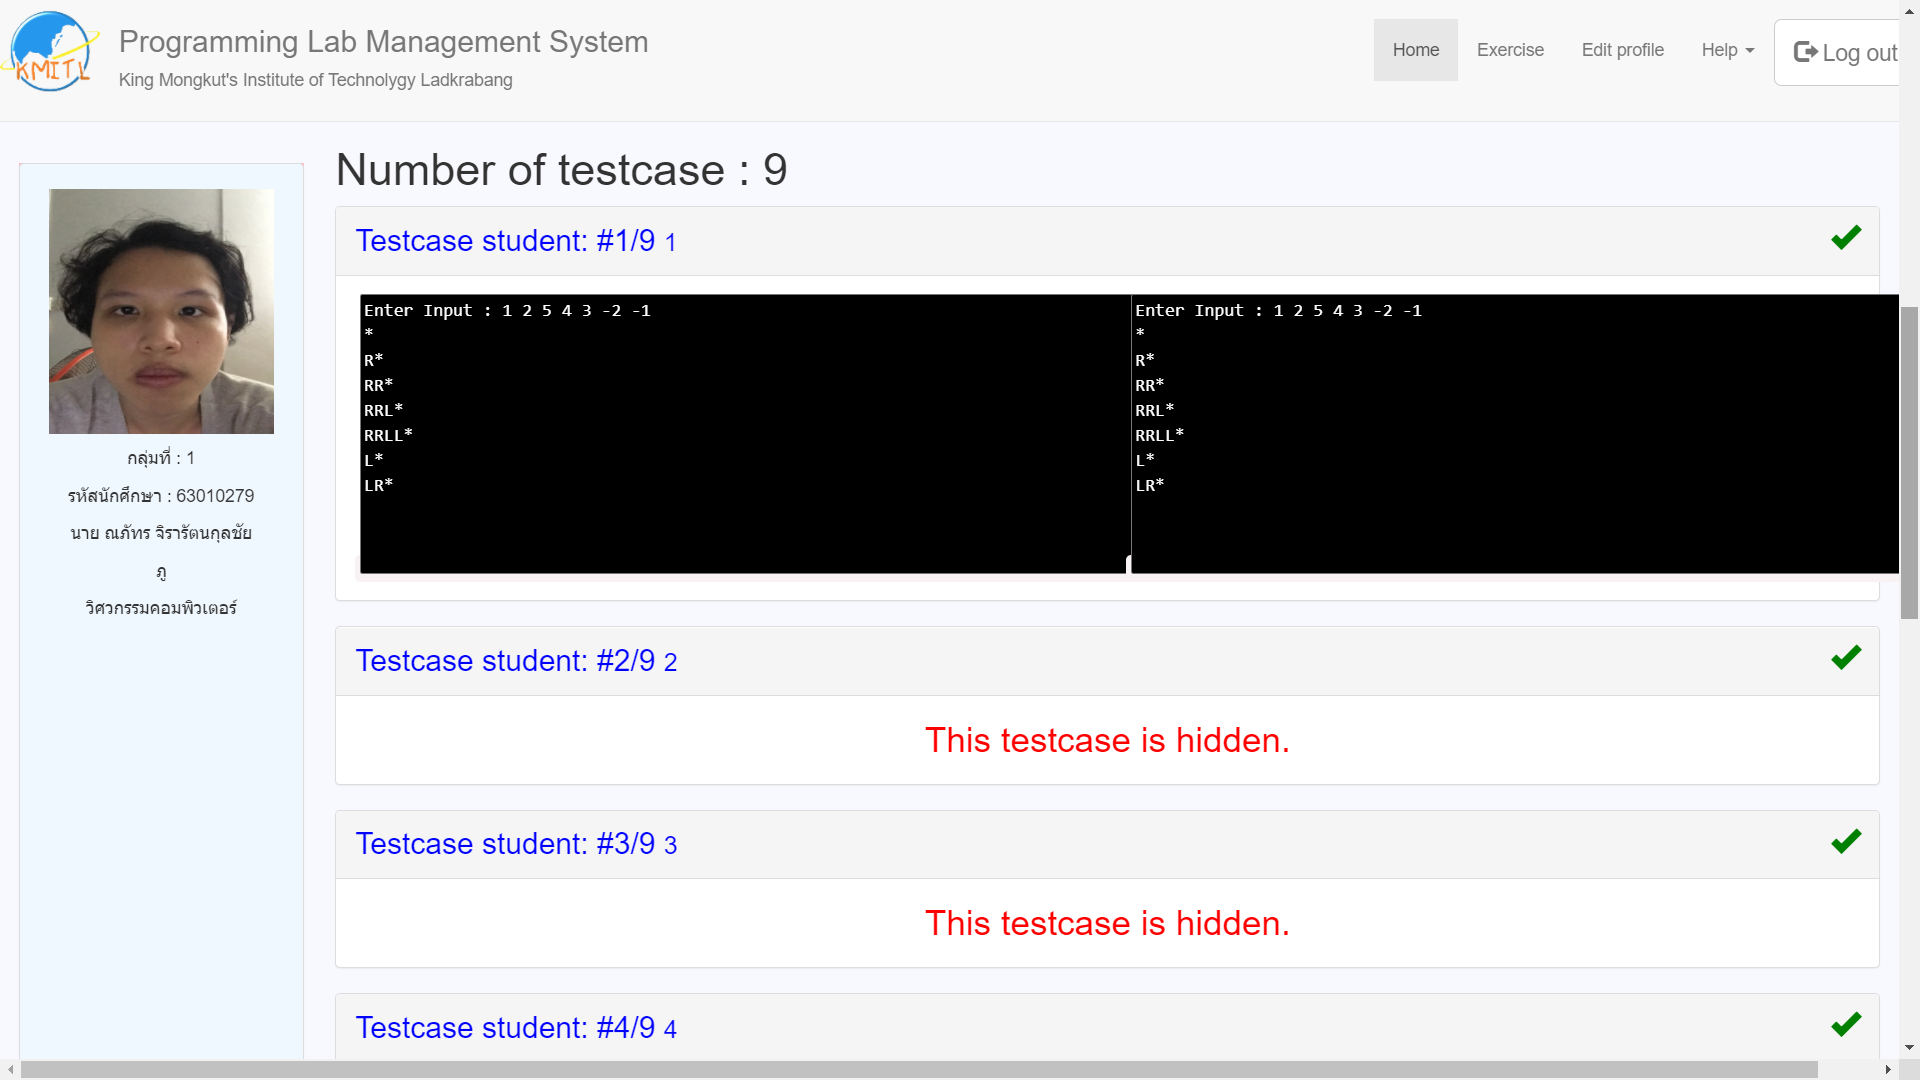 KMITL
Programming Lab Management System
King Mongkut's Institute of Technolygy Ladkrabang
Home
Exercise
Edit profile
Help
Log out
กลุ่มที่ : 1
รหัสนักศึกษา : 63010279
นาย ณภัทร จิรารัตนกุลชัย
ภู
วิศวกรรมคอมพิวเตอร์
Number of testcase : 9
Testcase student: #1/9 1
Enter Input : 1 2 5 4 3 -2 -1
*
R*
RR*
RRL*
RRLL*
L*
LR*
Enter Input : 1 2 5 4 3 -2 -1
*
R*
RR*
RRL*
RRLL*
L*
LR*
Testcase student: #2/9 2
This testcase is hidden.
Testcase student: #3/9 3
This testcase is hidden.
Testcase student: #4/9 4